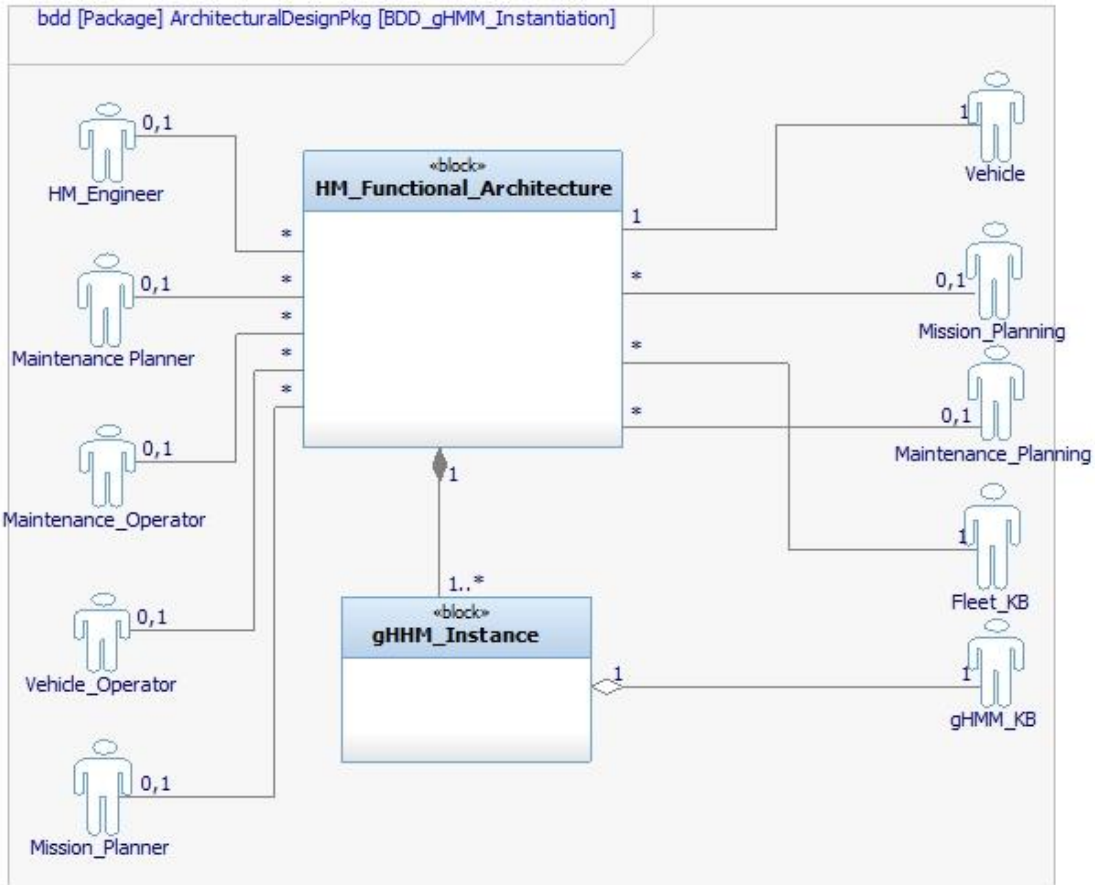 bdd [Package] ArchitecturalDesignPkg [BDD_gHMM_Instantiation]
0,1
HM_Engineer
*
0,1
Maintenance Planner
*
*
0,1
Maintenance_Operator
*
0,1
Vehicle_Operator
*
0,1
Mission_Planner
«block»
HM_Functional_Architecture
1
1..*
«block»
gHHM_Instance
1
1
Vehicle
1
*
0,1
Mission_Planning
*
0,1
Maintenance_Planning
*
1
Fleet_KB
1
1
gHMM_KB